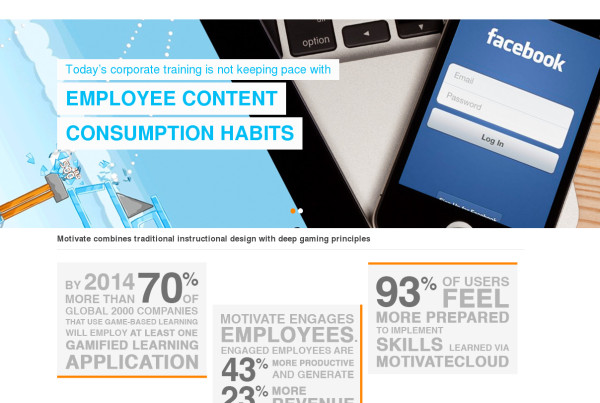 Today's corporate training is not keeping pace with
EMPLOYEE CONTENT
CONSUMPTION HABITS
option
facebook
Email
Password
Log In
Motivate combines traditional instructional design with deep gaming principles
BY 2014 70%
MORE THAN OF
GLOBAL 2000 COMPANIES
THAT USE GAME-BASED LEARNING
WILL EMPLOY AT LEAST ONE
GAMIFIED LEARNING
APPLICATION
MOTIVATE ENGAGES
EMPLOYEES.
ENGAGED EMPLOYEES ARE
43% MORE PRODUCTIVE
AND GENERATE
23% MORE
REVENUE
93% OF USERS
FEEL
MORE PREPARED
TO IMPLEMENT
SKILLS LEARNED VIA
MOTIVATECLOUD